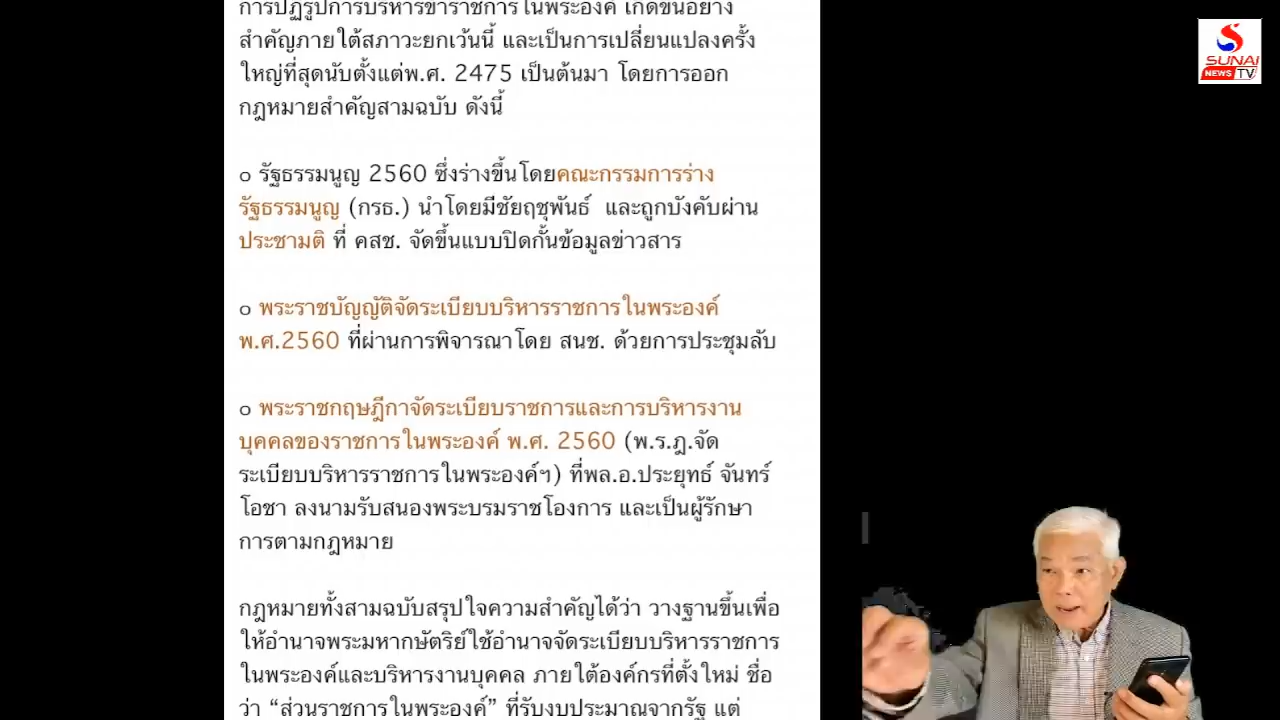 การปฏิรูปการบริหารข้าราชการในพระองค์ เกิดขึ้นอย่าง
สำคัญภายใต้สภาวะยกเว้นนี้ และเป็นการเปลี่ยนแปลงครั้ง
ใหญ่ที่สุดนับตั้งแต่พ.ศ. 2475 เป็นต้นมา โดยการออก
กฎหมายสำคัญสามฉบับ ดังนี้
o รัฐธรรมนูญ 2560 ซึ่งร่างขึ้นโดยคณะกรรมการร่าง
รัฐธรรมนูญ (กรธ.) นำโดยมีชัยฤชุพันธ์ และถูกบังคับผ่าน
ประชามติ ที่ คสช. จัดขึ้นแบบปิดกั้นข้อมูลข่าวสาร
o พระราชบัญญัติจัดระเบียบบริหารราชการในพระองค์
พ.ศ.2560 ที่ผ่านการพิจารณาโดย สนช. ด้วยการประชุมลับ
o พระราชกฤษฎีกาจัดระเบียบราชการและการบริหารงาน
บุคคลของราชการในพระองค์ พ.ศ. 2560 (พ.ร.ฎ.จัด
ระเบียบบริหารราชการในพระองค์ฯ) ที่พล.อ.ประยุทธ์ จันทร์
โอชา ลงนามรับสนองพระบรมราชโองการ และเป็นผู้รักษา
การตามกฎหมาย
กฎหมายทั้งสามฉบับสรุปใจความสำคัญได้ว่า วางฐานขึ้นเพื่อ
ให้อำนาจพระมหากษัตริย์ใช้อำนาจจัดระเบียบบริหารราชการ
ในพระองค์และบริหารงานบุคคล ภายใต้องค์กรที่ตั้งใหม่ ชื่อ
ว่า “ส่วนราชการในพระองค์” ที่รับงบประมาณจากรัฐ แต่
SUNAI
NEWS TV